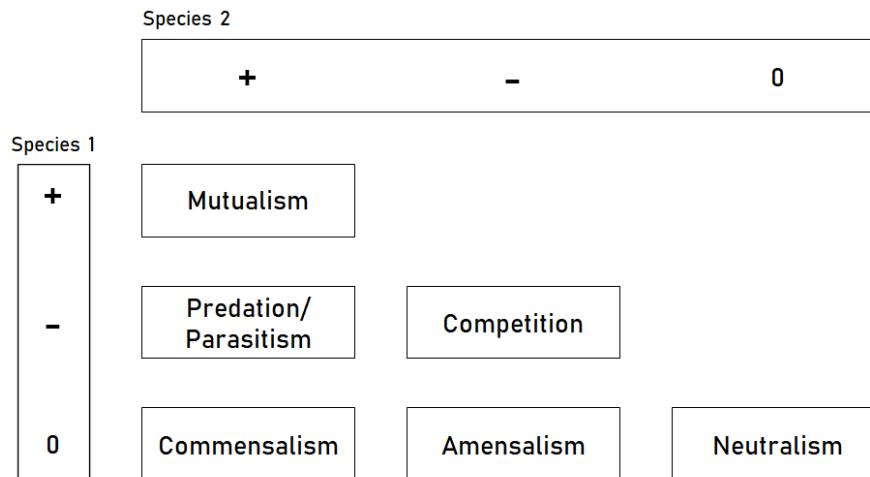 Species 2
+ - 0
Species 1
+
Mutualism
-
Predation/
Parasitism
Competition
0
Commensalism
Amensalism
Neutralism